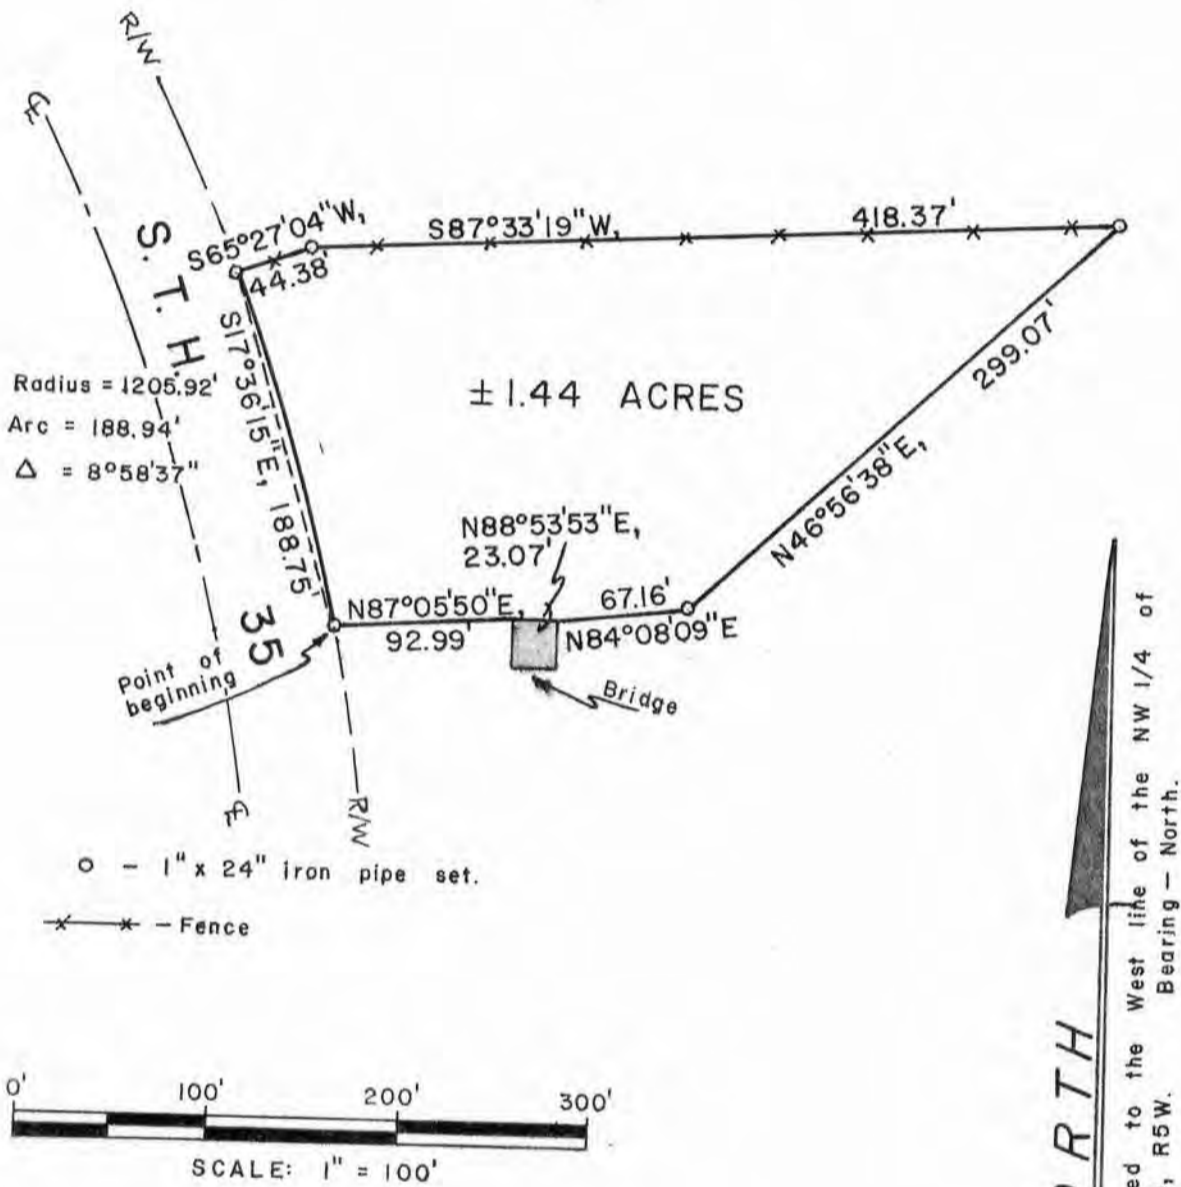 R/W
℄
S65°27'04"W,
44.38'
S87°33'19"W,
418.37'
S. T. H.
35
Radius = 1205.92'
Arc = 188.94'
Δ = 8°58'37"
S17°36'15"E, 188.75'
± 1.44 ACRES
299.07'
N46°56'38"E,
N88°53'53"E,
23.07'
N87°05'50"E,
92.99'
67.16'
N84°08'09"E
Point of
beginning
Bridge
℄
R/W
o - 1" x 24" iron pipe set.
x x - Fence
0' 100' 200' 300'
SCALE: 1" = 100'
RTH
ed to the West line of the NW 1/4 of
, R5W. Bearing - North.